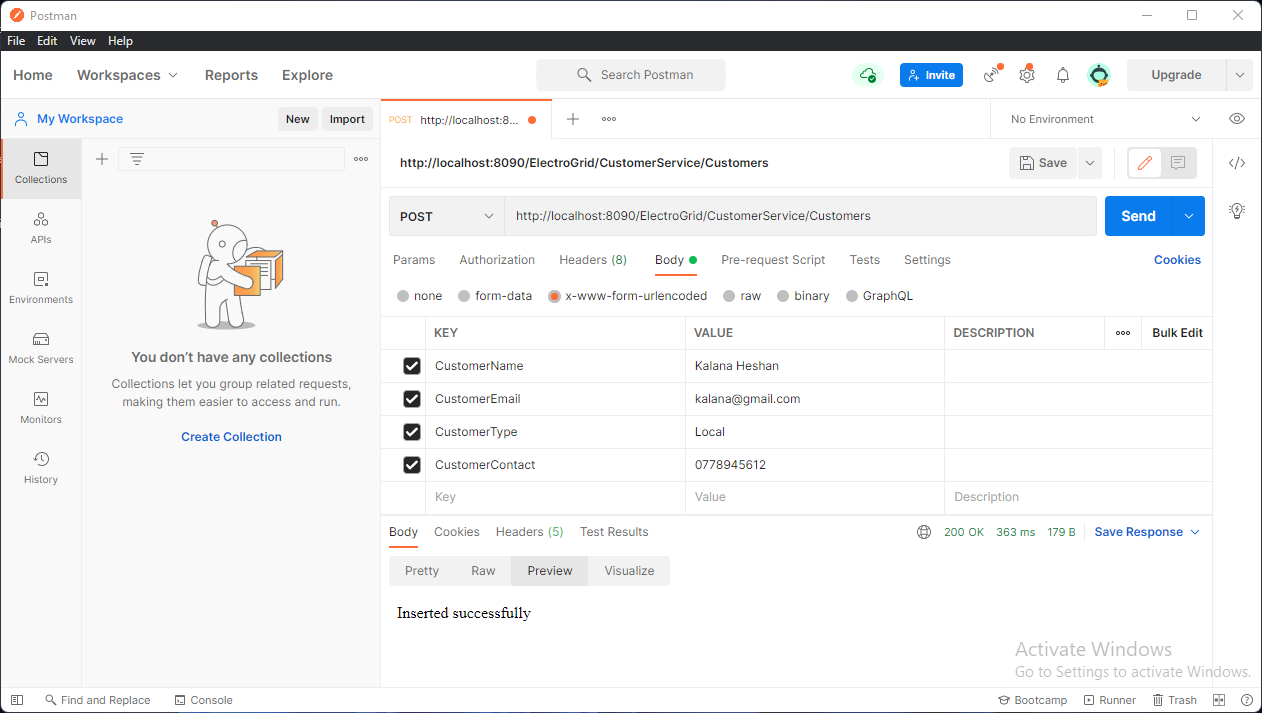 Postman
File Edit View Help
Home Workspaces Reports Explore Search Postman Invite Upgrade
My Workspace New Import POST http://localhost:8... No Environment
http://localhost:8090/ElectroGrid/CustomerService/Customers Save
Collections
APIs
Environments
Mock Servers
Monitors
History
You don't have any collections
Collections let you group related requests,
making them easier to access and run.
Create Collection
POST http://localhost:8090/ElectroGrid/CustomerService/Customers Send
Params Authorization Headers (8) Body Pre-request Script Tests Settings Cookies
none form-data x-www-form-urlencoded raw binary GraphQL
KEY VALUE DESCRIPTION Bulk Edit
CustomerName Kalana Heshan
CustomerEmail kalana@gmail.com
CustomerType Local
CustomerContact 0778945612
Key Value Description
Body Cookies Headers (5) Test Results 200 OK 363 ms 179 B Save Response
Pretty Raw Preview Visualize
Inserted successfully
Activate Windows
Go to Settings to activate Windows.
Find and Replace Console Bootcamp Runner Trash